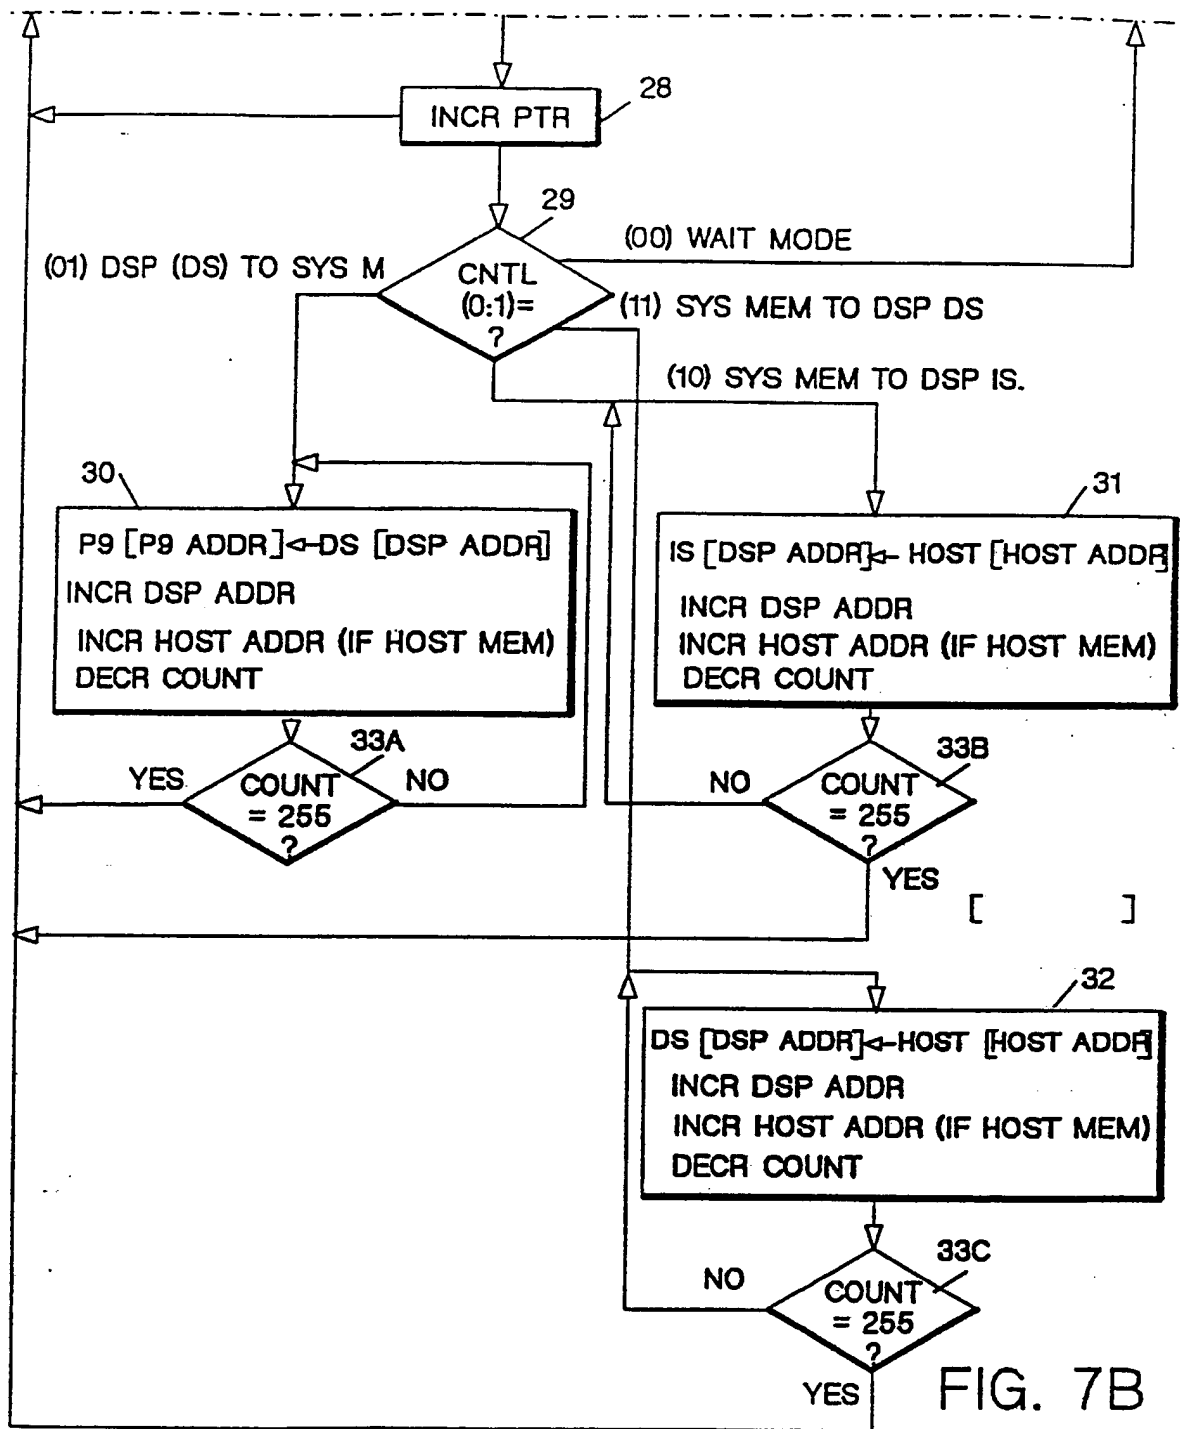 28
INCR PTR
29
(00) WAIT MODE
(01) DSP (DS) TO SYS M
CNTL
(0:1)=
?
(11) SYS MEM TO DSP DS
(10) SYS MEM TO DSP IS.
30
P9 [P9 ADDR] DS [DSP ADDR]
INCR DSP ADDR
INCR HOST ADDR (IF HOST MEM)
DECR COUNT
31
IS [DSP ADDR] HOST [HOST ADDR]
INCR DSP ADDR
INCR HOST ADDR (IF HOST MEM)
DECR COUNT
33A
YES
COUNT
= 255
?
NO
33B
NO
COUNT
= 255
?
YES
[ ]
32
DS [DSP ADDR] HOST [HOST ADDR]
INCR DSP ADDR
INCR HOST ADDR (IF HOST MEM)
DECR COUNT
33C
NO
COUNT
= 255
?
YES
FIG. 7B